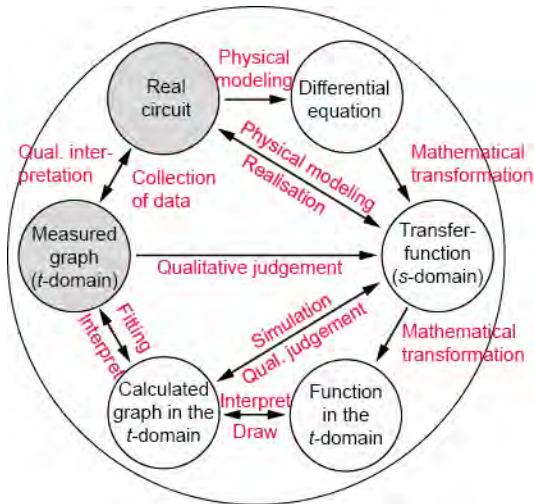 Physical
modeling
Real
circuit
Differential
equation
Physical modeling
Realisation
Qual. inter-
pretation
Collection
of data
Mathematical
transformation
Measured
graph
(t-domain)
Qualitative judgement
Transfer-
function
(s-domain)
Fitting
Interpret
Simulation
Qual. judgement
Mathematical
transformation
Calculated
graph in the
t-domain
Interpret
Draw
Function
in the
t-domain